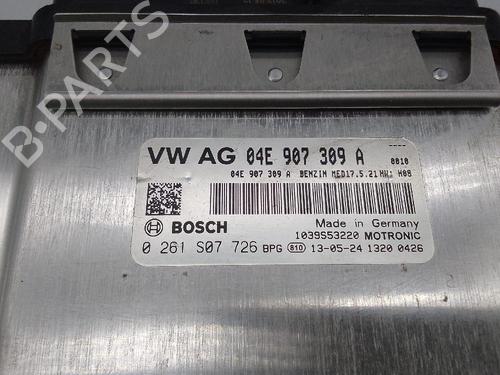 VW AG 04E 907 309 A 0010
04E 907 309 A BENZIN MED17.5.21 HW: H08
BOSCH
Made in Germany
1039S53220 MOTRONIC
0 261 S07 726 BPG 810 13-05-24 1320 0426
B-PARTS